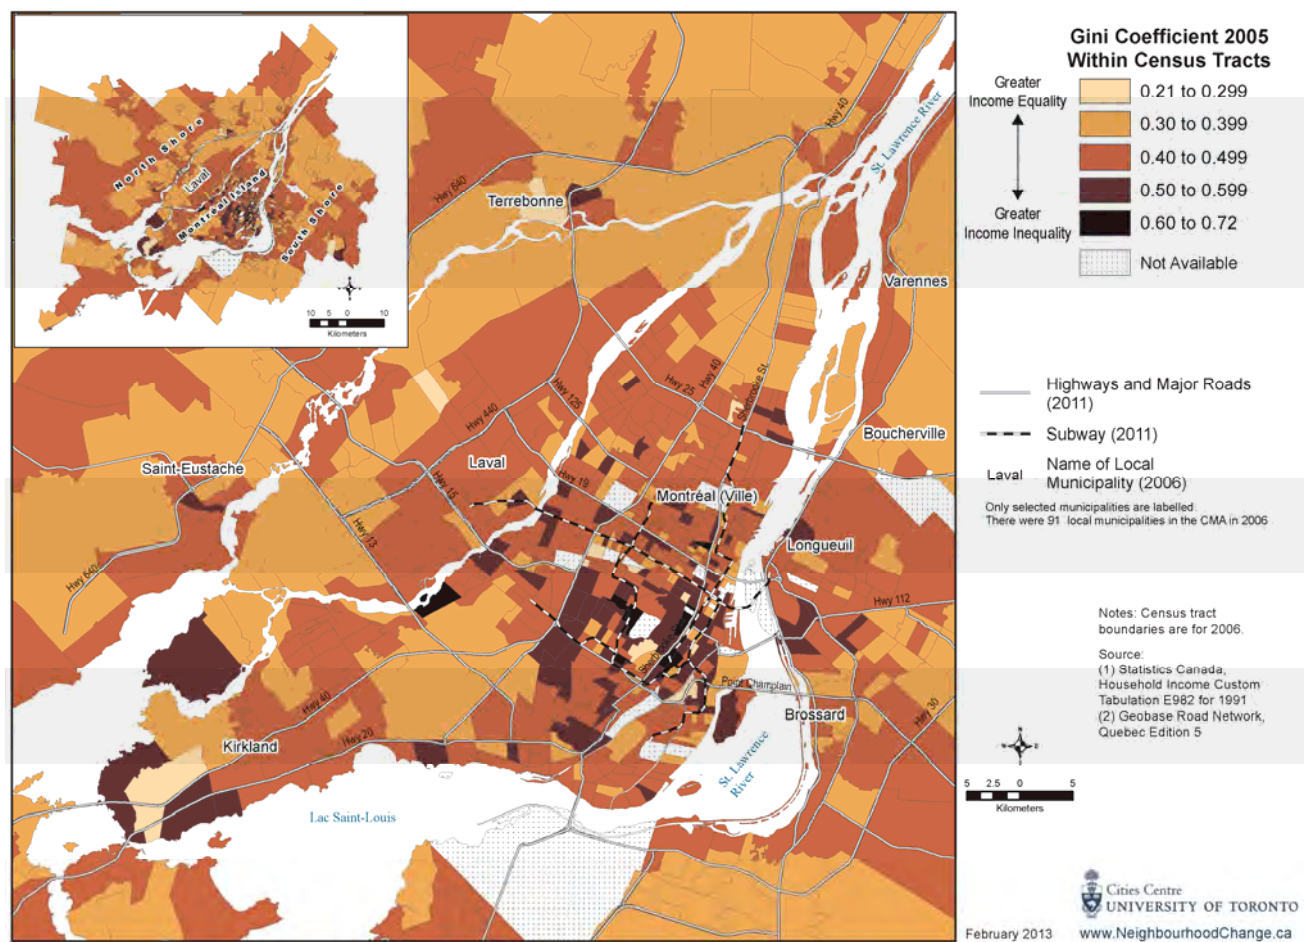 North Shore
Laval
Montréal Island
South Shore
10 5 0 10
Kilometers
Hwy 40
St. Lawrence River
Hwy 640
Terrebonne
Varennes
Hwy 25
Hwy 40
Sherbrooke St.
Hwy 125
Hwy 440
Boucherville
Saint-Eustache
Laval
Hwy 19
Hwy 15
Montréal (Ville)
Hwy 13
Longueuil
Hwy 640
Hwy 112
Point Champlain
Brossard
Hwy 30
Hwy 40
Kirkland
Hwy 20
St. Lawrence
River
Lac Saint-Louis
Gini Coefficient 2005
Within Census Tracts
Greater
Income Equality
Greater
Income Inequality
0.21 to 0.299
0.30 to 0.399
0.40 to 0.499
0.50 to 0.599
0.60 to 0.72
Not Available
Highways and Major Roads
(2011)
Subway (2011)
Laval
Name of Local
Municipality (2006)
Only selected municipalities are labelled.
There were 91 local municipalities in the CMA in 2006
Notes: Census tract
boundaries are for 2006.
Source:
(1) Statistics Canada,
Household Income Custom
Tabulation E982 for 1991
(2) Geobase Road Network,
Quebec Edition 5
N
5 2.5 0 5
Kilometers
Cities Centre
UNIVERSITY OF TORONTO
February 2013
www.NeighbourhoodChange.ca